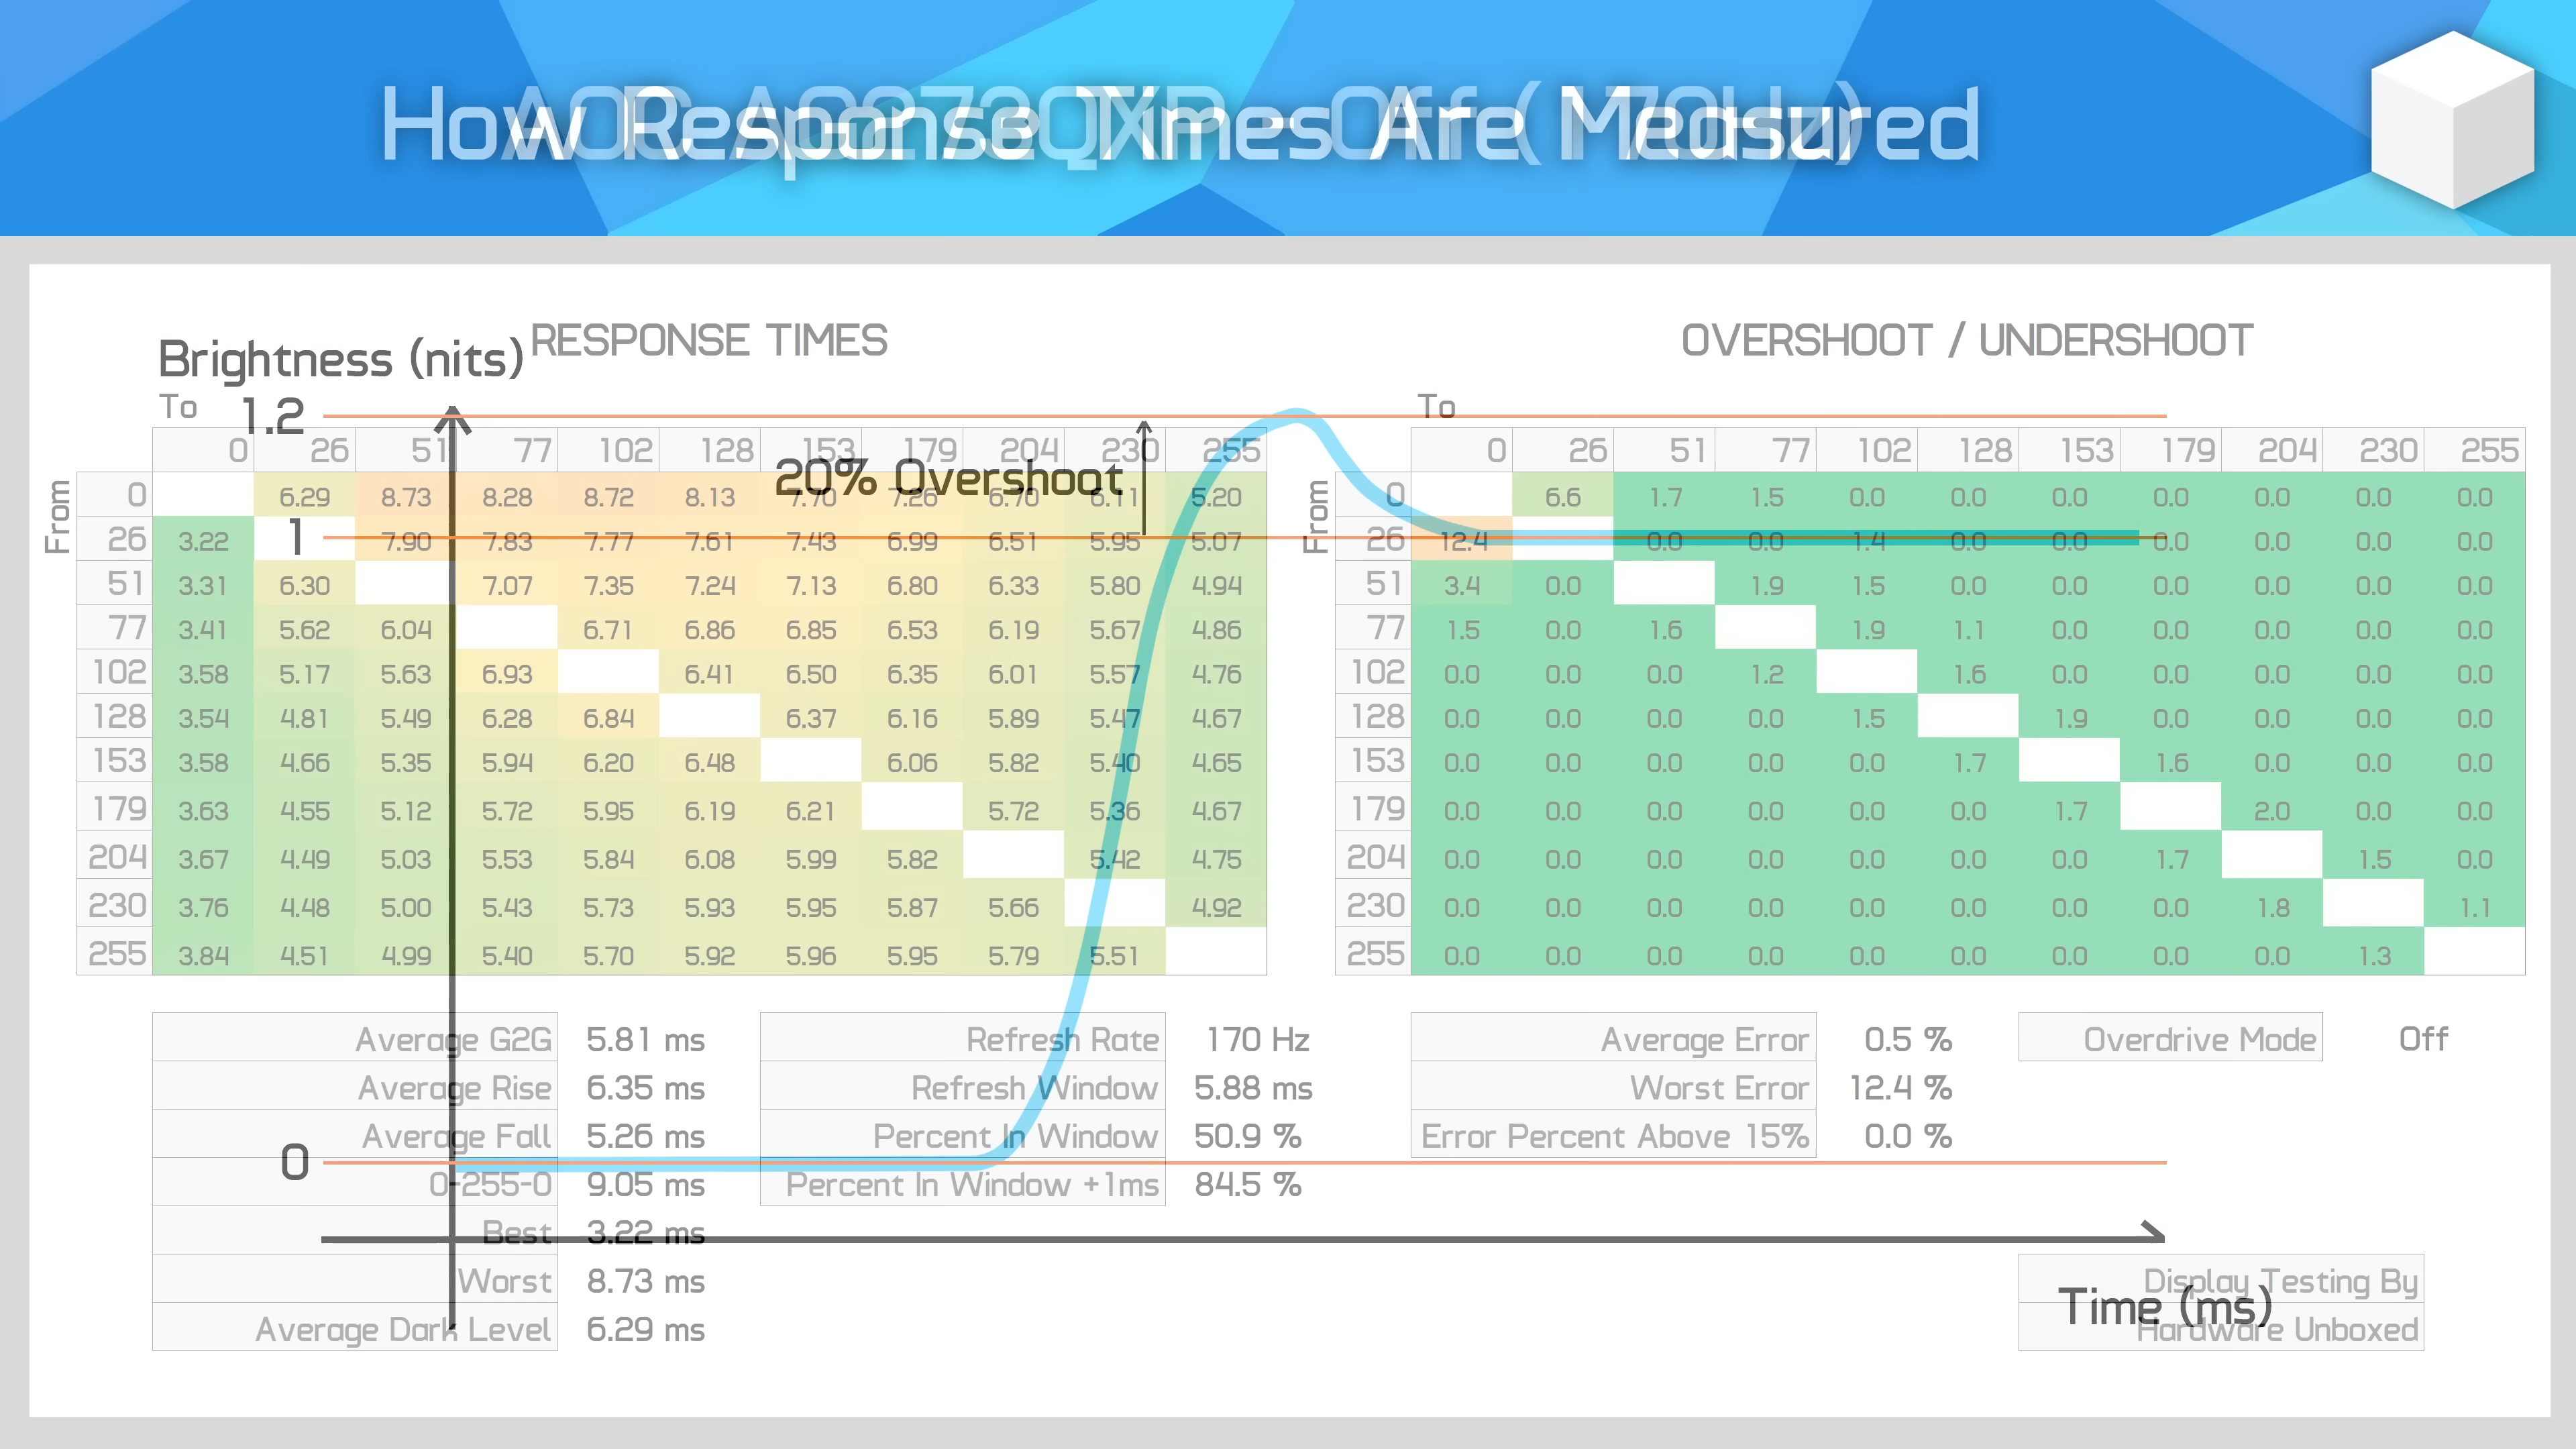 How Response Times Are Measured
AOC AG273QXP - Off (170Hz)
Brightness (nits)
RESPONSE TIMES
OVERSHOOT / UNDERSHOOT
To
1.2
To
0 26 51 77 102 128 153 179 204 230 255
0 26 51 77 102 128 153 179 204 230 255
20% Overshoot
From
From
0 6.29 8.73 8.28 8.72 8.13 7.70 7.26 6.70 6.11 5.20
0 6.6 1.7 1.5 0.0 0.0 0.0 0.0 0.0 0.0 0.0
1
26 3.22 7.90 7.83 7.77 7.61 7.43 6.99 6.51 5.95 5.07
26 12.4 0.0 0.0 1.4 0.0 0.0 0.0 0.0 0.0 0.0
51 3.31 6.30 7.07 7.35 7.24 7.13 6.80 6.33 5.80 4.94
51 3.4 0.0 1.9 1.5 0.0 0.0 0.0 0.0 0.0 0.0
77 3.41 5.62 6.04 6.71 6.86 6.85 6.53 6.19 5.67 4.86
77 1.5 0.0 1.6 1.9 1.1 0.0 0.0 0.0 0.0 0.0
102 3.58 5.17 5.63 6.93 6.41 6.50 6.35 6.01 5.57 4.76
102 0.0 0.0 0.0 1.2 1.6 0.0 0.0 0.0 0.0 0.0
128 3.54 4.81 5.49 6.28 6.84 6.37 6.16 5.89 5.47 4.67
128 0.0 0.0 0.0 0.0 1.5 1.9 0.0 0.0 0.0 0.0
153 3.58 4.66 5.35 5.94 6.20 6.48 6.06 5.82 5.40 4.65
153 0.0 0.0 0.0 0.0 0.0 1.7 1.6 0.0 0.0 0.0
179 3.63 4.55 5.12 5.72 5.95 6.19 6.21 5.72 5.36 4.67
179 0.0 0.0 0.0 0.0 0.0 0.0 1.7 2.0 0.0 0.0
204 3.67 4.49 5.03 5.53 5.84 6.08 5.99 5.82 5.42 4.75
204 0.0 0.0 0.0 0.0 0.0 0.0 0.0 1.7 1.5 0.0
230 3.76 4.48 5.00 5.43 5.73 5.93 5.95 5.87 5.66 4.92
230 0.0 0.0 0.0 0.0 0.0 0.0 0.0 0.0 1.8 1.1
255 3.84 4.51 4.99 5.40 5.70 5.92 5.96 5.95 5.79 5.51
255 0.0 0.0 0.0 0.0 0.0 0.0 0.0 0.0 0.0 1.3
Average G2G 5.81 ms
Refresh Rate 170 Hz
Average Error 0.5 %
Overdrive Mode Off
Average Rise 6.35 ms
Refresh Window 5.88 ms
Worst Error 12.4 %
Average Fall 5.26 ms
Percent In Window 50.9 %
Error Percent Above 15% 0.0 %
0
0-255-0 9.05 ms
Percent In Window +1ms 84.5 %
Best 3.22 ms
Worst 8.73 ms
Display Testing By
Time (ms)
Average Dark Level 6.29 ms
Hardware Unboxed